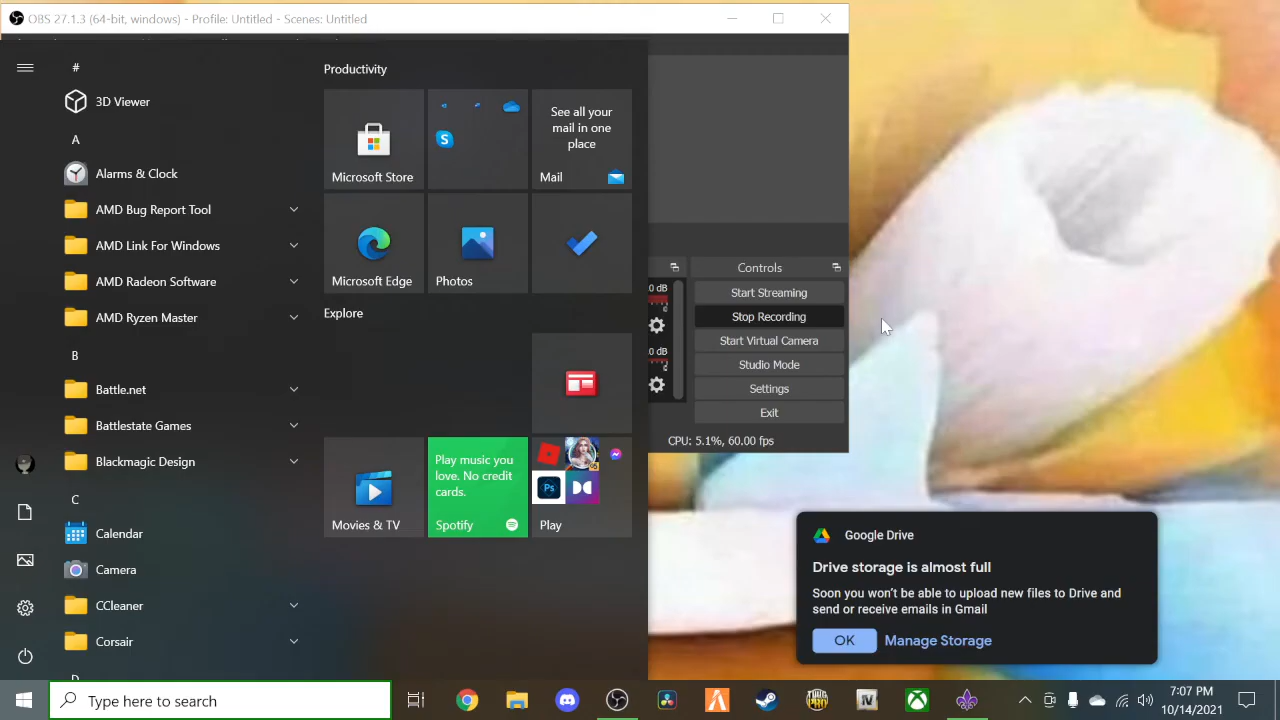 OBS 27.1.3 (64-bit, windows) - Profile: Untitled - Scenes: Untitled
#
3D Viewer
A
Alarms & Clock
AMD Bug Report Tool
AMD Link For Windows
AMD Radeon Software
AMD Ryzen Master
B
Battle.net
Battlestate Games
Blackmagic Design
C
Calendar
Camera
CCleaner
Corsair
Productivity
Microsoft Store
S
See all your
mail in one
place
Mail
Microsoft Edge
Photos
Explore
Movies & TV
Play music you
love. No credit
cards.
Spotify
Ps
Play
.0 dB
.0 dB
Controls
Start Streaming
Stop Recording
Start Virtual Camera
Studio Mode
Settings
Exit
CPU: 5.1%, 60.00 fps
Google Drive
Drive storage is almost full
Soon you won't be able to upload new files to Drive and
send or receive emails in Gmail
OK
Manage Storage
Type here to search
IV
7:07 PM
10/14/2021